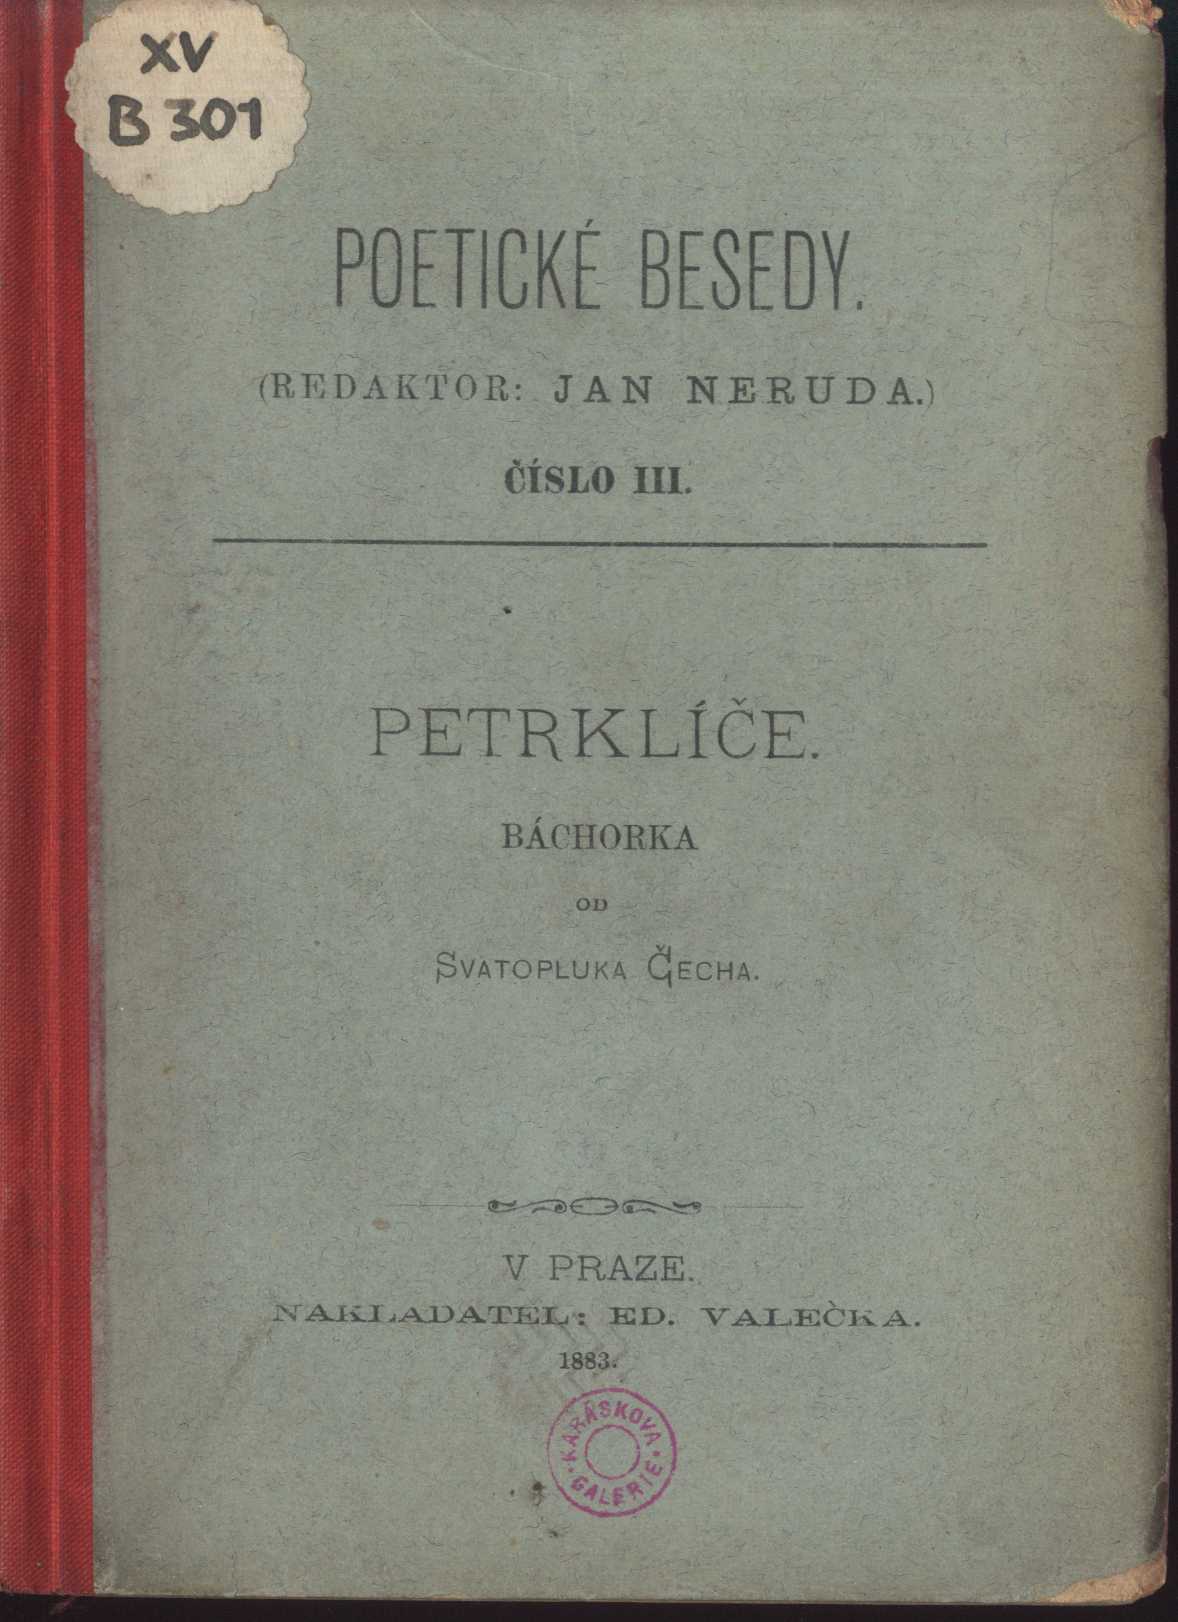 XV
B 301
POETICKÉ BESEDY.
(REDAKTOR: JAN NERUDA.)
ČÍSLO III.
PETRKLÍČE.
BÁCHORKA
OD
SVATOPLUKA ČECHA.
V PRAZE.
NAKLADATEL: ED. VALEČKA.
1883.
KARÁSKOVA
GALERIE